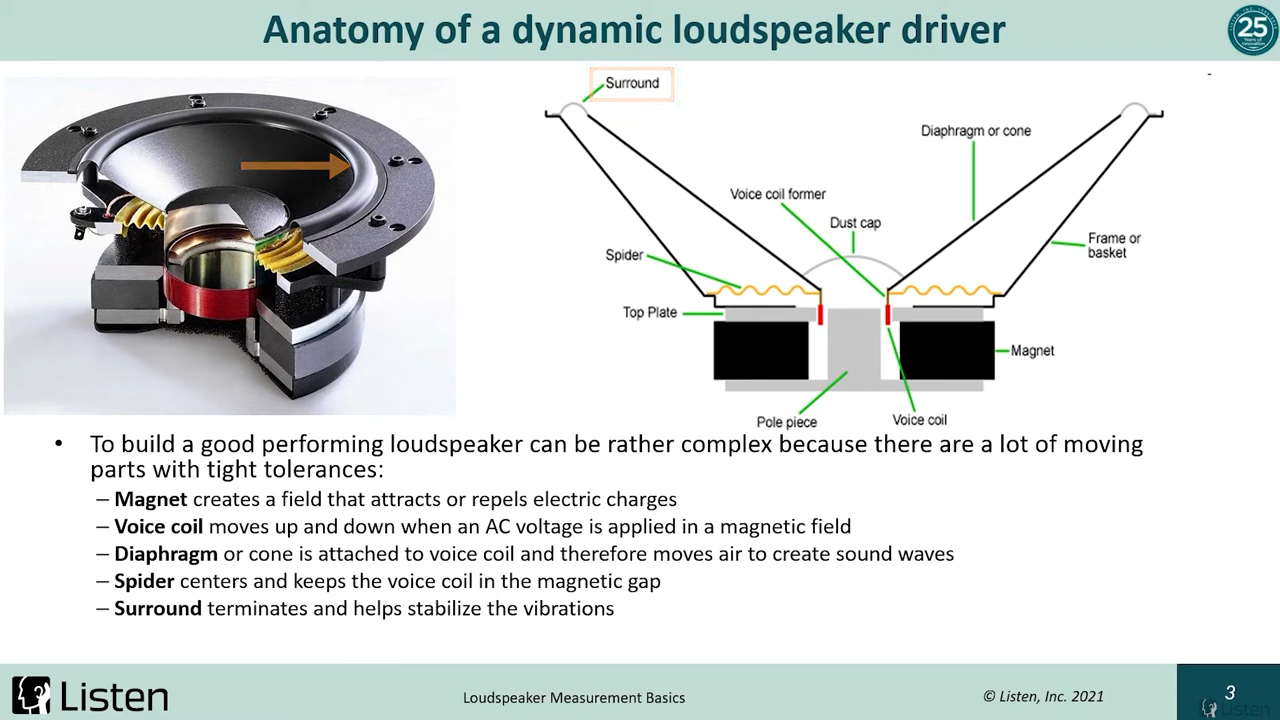 Anatomy of a dynamic loudspeaker driver
25
Years of
Surround
Diaphragm or cone
Voice coil former
Dust cap
Spider
Frame or
basket
Top Plate
Magnet
Pole piece
Voice coil
• To build a good performing loudspeaker can be rather complex because there are a lot of moving
parts with tight tolerances:
– Magnet creates a field that attracts or repels electric charges
– Voice coil moves up and down when an AC voltage is applied in a magnetic field
– Diaphragm or cone is attached to voice coil and therefore moves air to create sound waves
– Spider centers and keeps the voice coil in the magnetic gap
– Surround terminates and helps stabilize the vibrations
Listen
Loudspeaker Measurement Basics
© Listen, Inc. 2021
3
Listen